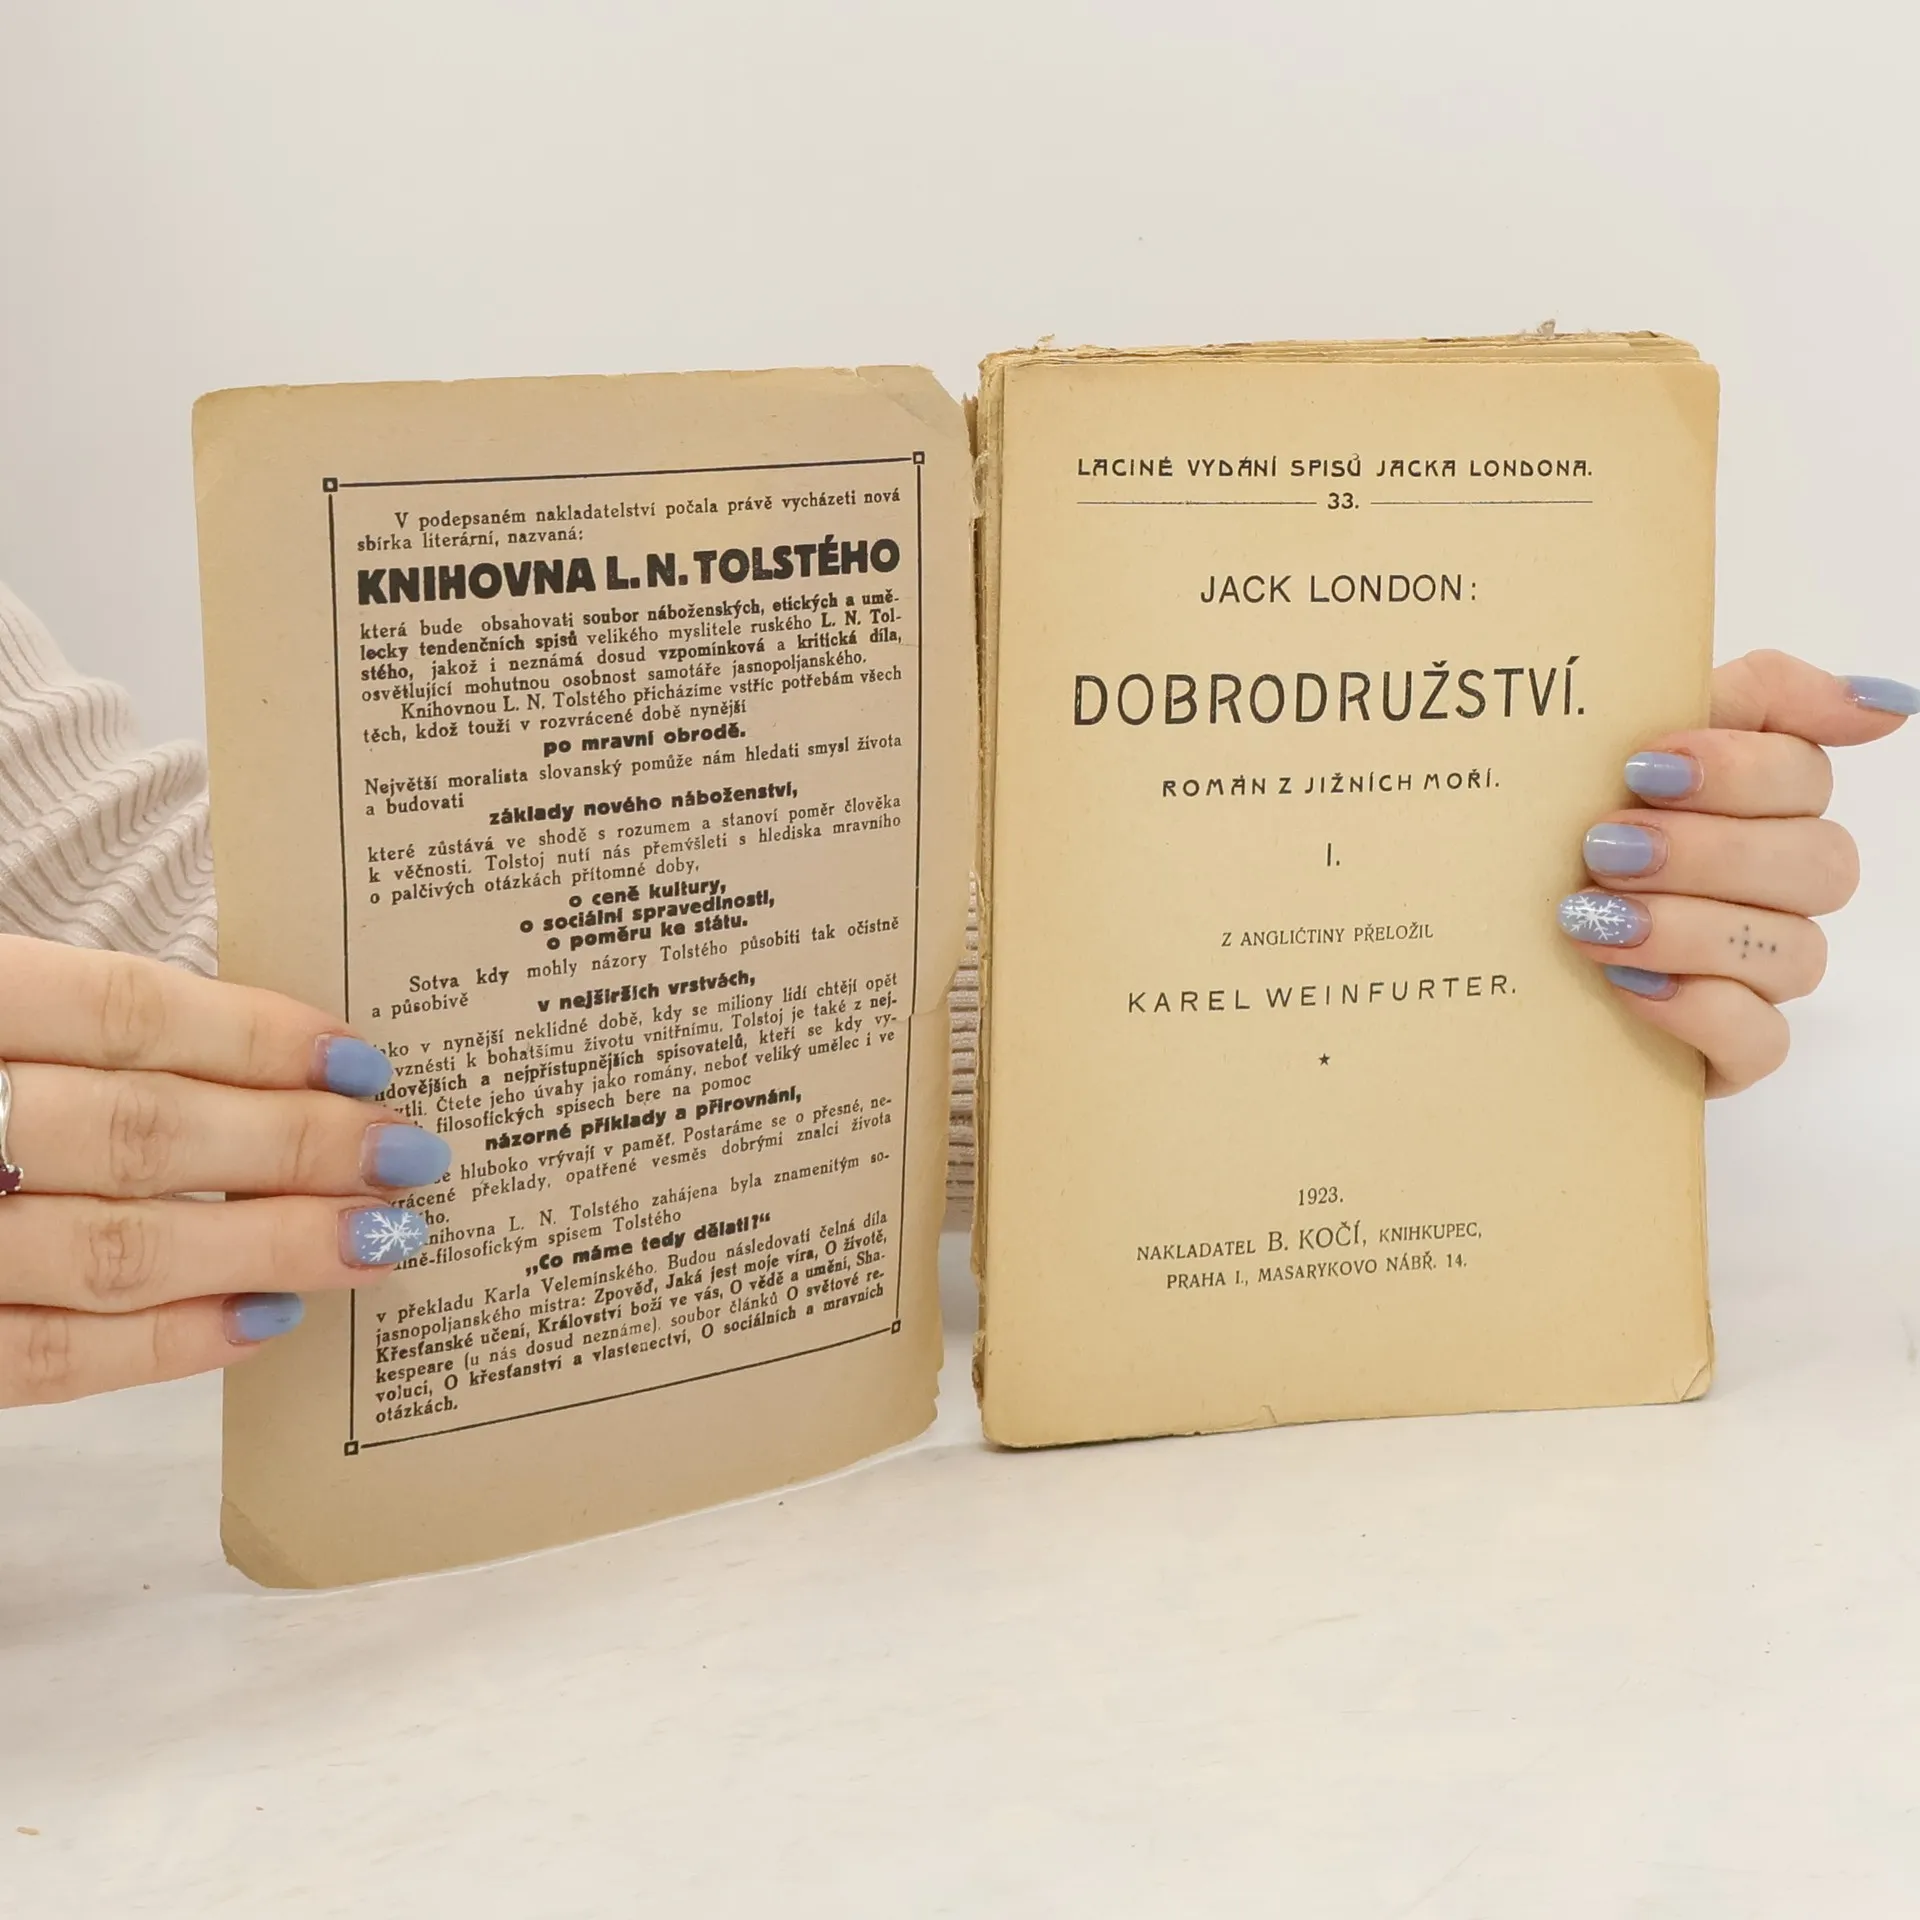 V podepsaném nakladatelství počala právě vycházeti nová
sbírka literární, nazvaná:
KNIHOVNA L. N. TOLSTÉHO
která bude obsahovati soubor náboženských, etických a umě-
lecky tendenčních spisů velikého myslitele ruského L. N. Tol-
stého, jakož i neznámá dosud vzpomínková a kritická díla,
osvětlující mohutnou osobnost samotáře jasnopoljanského.
Knihovnou L. N. Tolstého přicházíme vstříc potřebám všech
těch, kdož touží v rozvrácené době nynější
po mravní obrodě.
Největší moralista slovanský pomůže nám hledati smysl života
a budovati
základy nového náboženství,
které zůstává ve shodě s rozumem a stanoví poměr člověka
k věčnosti. Tolstoj nutí nás přemýšleti s hlediska mravního
o palčivých otázkách přítomné doby,
o ceně kultury,
o sociální spravedlnosti,
o poměru ke státu.
Sotva kdy mohly názory Tolstého působiti tak očistně
a působivě
v nejširších vrstvách,
v nynější neklidné době, kdy se miliony lidí chtějí opět
k bohatšímu životu vnitřnímu. Tolstoj je také z nej-
a nejpřístupnějších spisovatelů, kteří se kdy vy-
Čtete jeho úvahy jako romány, neboť veliký umělec i ve
filosofických spisech bere na pomoc
názorné příklady a přirovnání,
hluboko vrývají v paměť. Postaráme se o přesné, ne-
překlady, opatřené vesměs dobrými znalci života
L. N. Tolstého zahájena byla znamenitým so-
spisem Tolstého
„Co máme tedy dělati?“
v překladu Karla Velemínského. Budou následovati čelná díla
jasnopoljanského mistra: Zpověď, Jaká jest moje víra, O životě,
Křesťanské učení, Království boží ve vás, O vědě a umění, Sha-
kespeare (u nás dosud neznáme), soubor článků O světové re-
voluci, O křesťanství a vlastenectví, O sociálních a mravních
otázkách.
LACINÉ VYDÁNÍ SPISŮ JACKA LONDONA.
33.
JACK LONDON:
DOBRODRUŽSTVÍ.
ROMÁN Z JIŽNÍCH MOŘÍ.
I.
Z ANGLIČTINY PŘELOŽIL
KAREL WEINFURTER.
1923.
NAKLADATEL B. KOČÍ, KNIHKUPEC,
PRAHA I., MASARYKOVO NÁBŘ. 14.